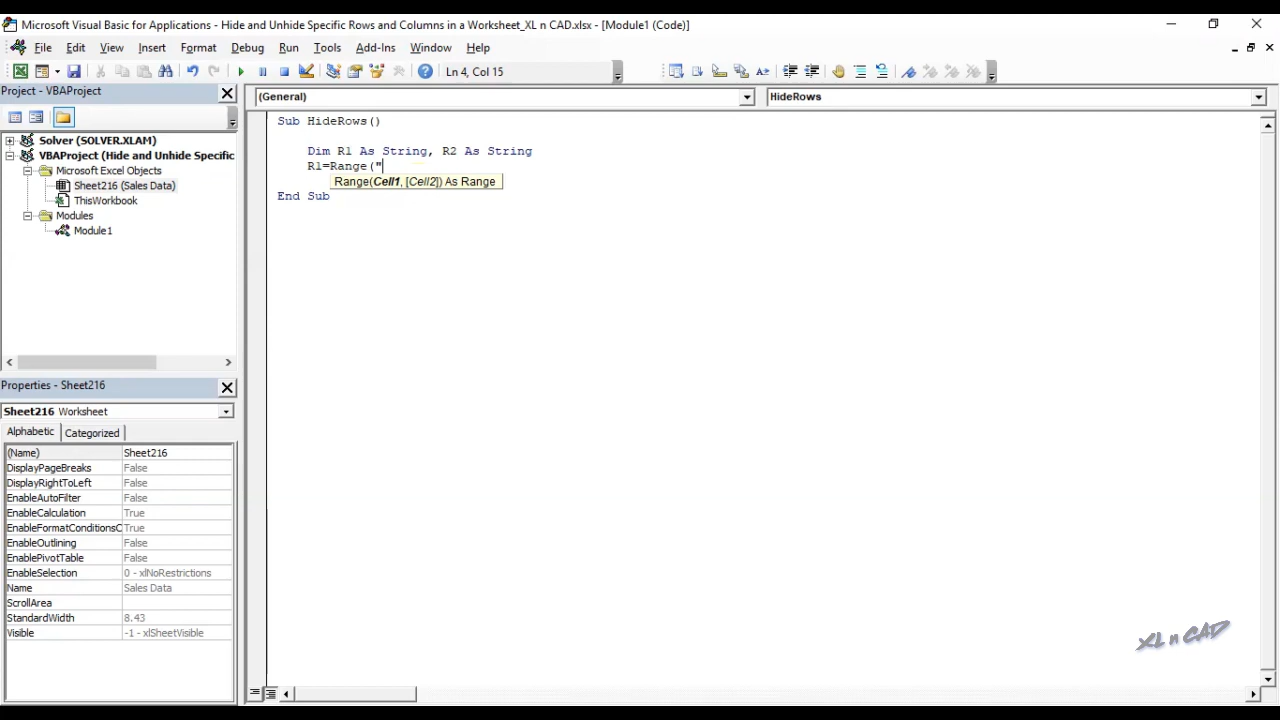 Microsoft Visual Basic for Applications - Hide and Unhide Specific Rows and Columns in a Worksheet_XL n CAD.xlsx - [Module1 (Code)]
File Edit View Insert Format Debug Run Tools Add-Ins Window Help
Ln 4, Col 15
Project - VBAProject
(General)
HideRows
Solver (SOLVER.XLAM)
VBAProject (Hide and Unhide Specific
Microsoft Excel Objects
Sheet216 (Sales Data)
ThisWorkbook
Modules
Module1
Sub HideRows()
Dim R1 As String, R2 As String
R1=Range("
Range(Cell1, [Cell2]) As Range
End Sub
Properties - Sheet216
Sheet216 Worksheet
Alphabetic Categorized
(Name) Sheet216
DisplayPageBreaks False
DisplayRightToLeft False
EnableAutoFilter False
EnableCalculation True
EnableFormatConditionsC True
EnableOutlining False
EnablePivotTable False
EnableSelection 0 - xlNoRestrictions
Name Sales Data
ScrollArea
StandardWidth 8.43
Visible -1 - xlSheetVisible
XL n CAD